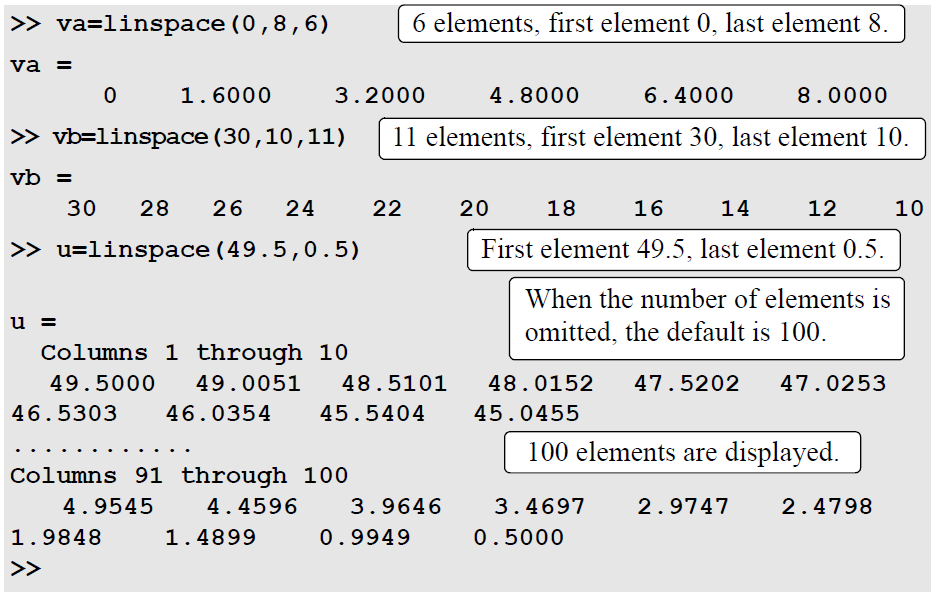 >> va=linspace(0,8,6)
6 elements, first element 0, last element 8.
va =
0 1.6000 3.2000 4.8000 6.4000 8.0000
>> vb=linspace(30,10,11)
11 elements, first element 30, last element 10.
vb =
30 28 26 24 22 20 18 16 14 12 10
>> u=linspace(49.5,0.5)
First element 49.5, last element 0.5.
When the number of elements is
omitted, the default is 100.
u =
Columns 1 through 10
49.5000 49.0051 48.5101 48.0152 47.5202 47.0253
46.5303 46.0354 45.5404 45.0455
............
100 elements are displayed.
Columns 91 through 100
4.9545 4.4596 3.9646 3.4697 2.9747 2.4798
1.9848 1.4899 0.9949 0.5000
>>